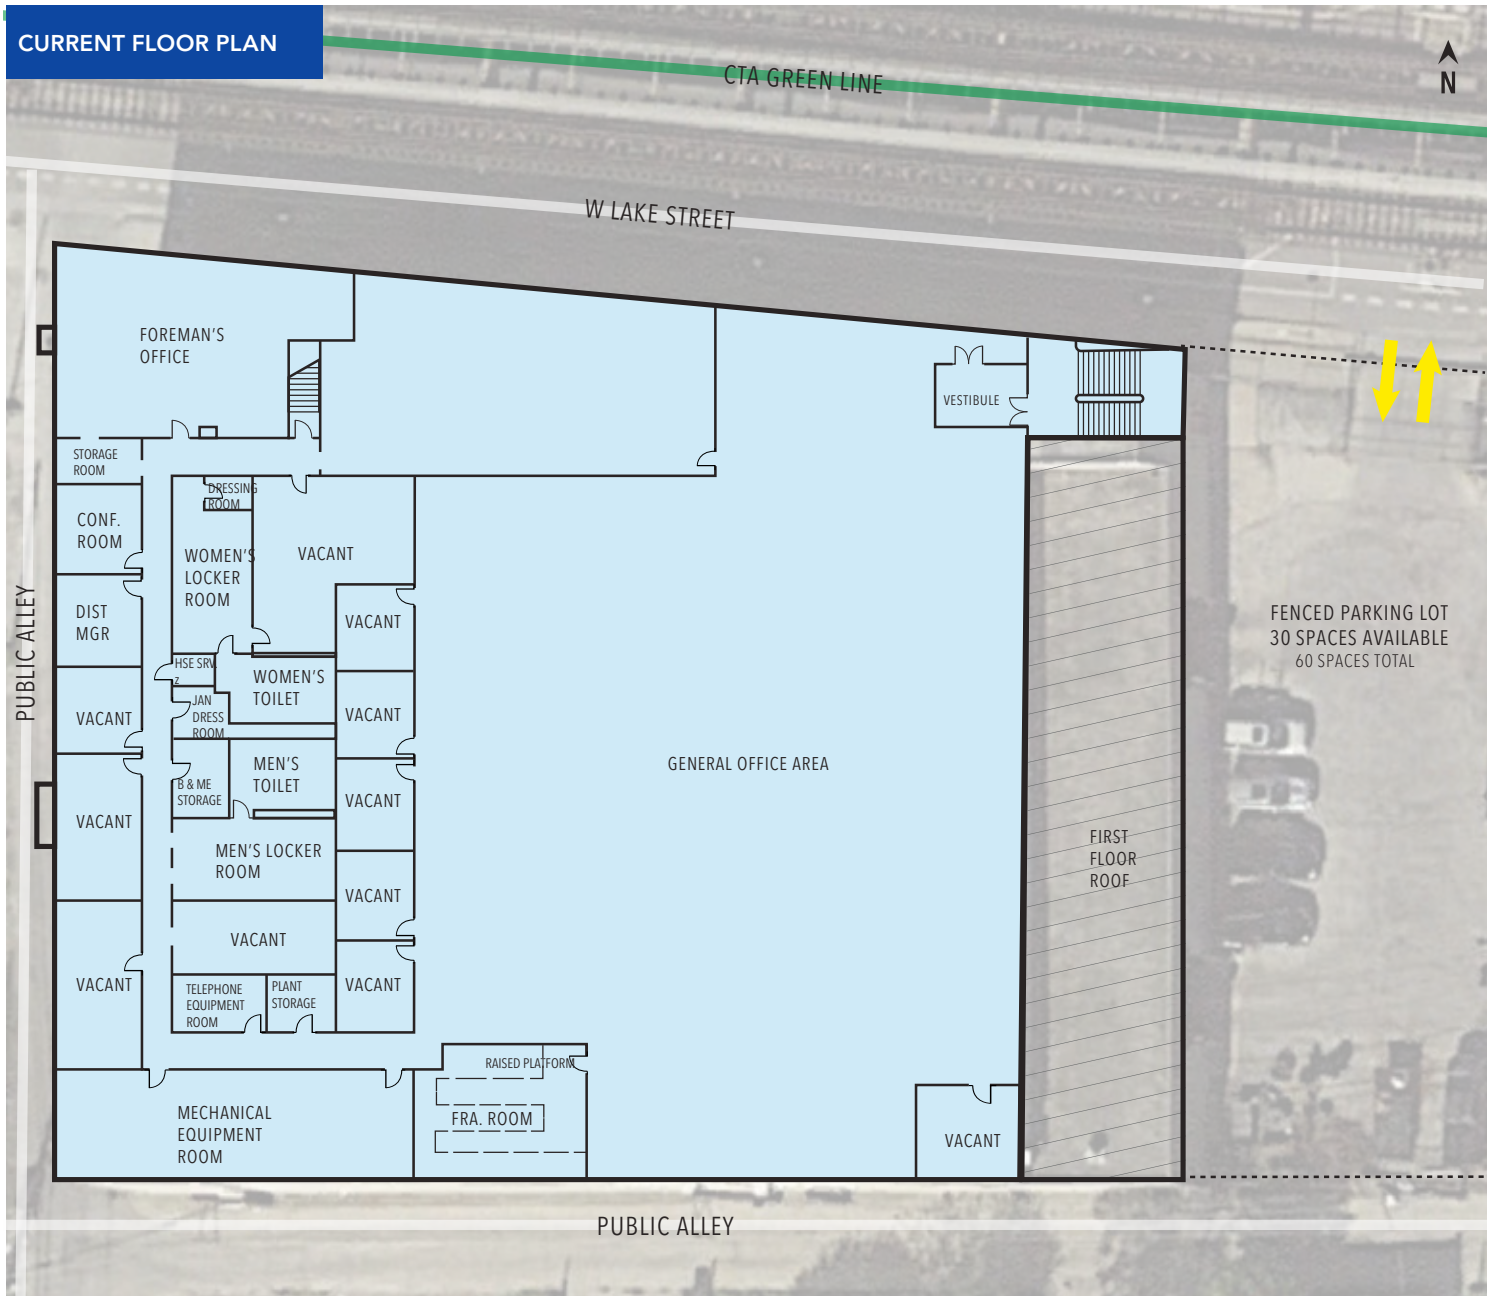 CURRENT FLOOR PLAN
CTA GREEN LINE
N
W LAKE STREET
FOREMAN'S
OFFICE
VESTIBULE
STORAGE
ROOM
DRESSING
ROOM
CONF.
ROOM
WOMEN'S
LOCKER
ROOM
VACANT
DIST
MGR
VACANT
PUBLIC ALLEY
FENCED PARKING LOT
30 SPACES AVAILABLE
60 SPACES TOTAL
HSE SRV.
z
WOMEN'S
TOILET
JAN
DRESS
ROOM
VACANT
VACANT
GENERAL OFFICE AREA
MEN'S
TOILET
B & ME
STORAGE
VACANT
VACANT
MEN'S LOCKER
ROOM
FIRST
FLOOR
ROOF
VACANT
VACANT
VACANT
TELEPHONE
EQUIPMENT
ROOM
PLANT
STORAGE
VACANT
RAISED PLATFORM
MECHANICAL
EQUIPMENT
ROOM
FRA. ROOM
VACANT
PUBLIC ALLEY